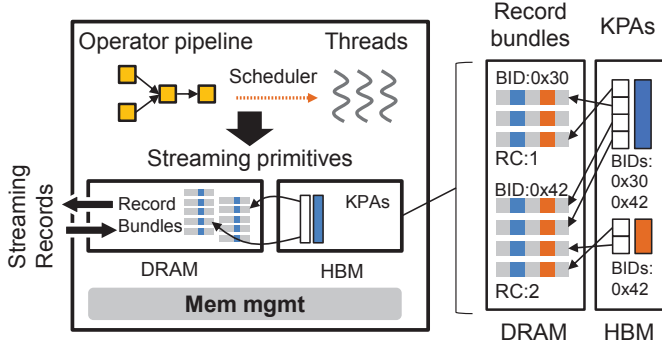 Operator pipeline
Threads
Scheduler
Streaming primitives
Streaming
Records
Record
Bundles
KPAs
DRAM
HBM
Mem mgmt
Record
bundles
KPAs
BID:0x30
RC:1
BID:0x42
RC:2
BIDs:
0x30
0x42
BIDs:
0x42
DRAM
HBM